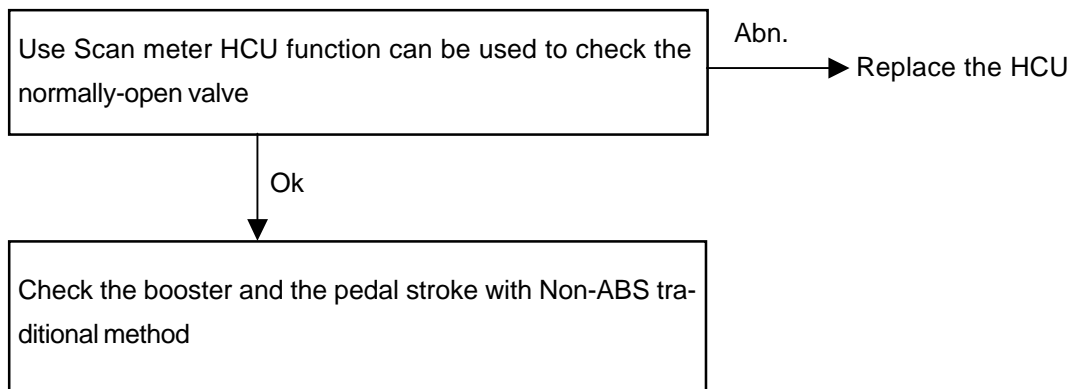 Use Scan meter HCU function can be used to check the
normally-open valve
Abn.
Replace the HCU
Ok
Check the booster and the pedal stroke with Non-ABS tra-
ditional method